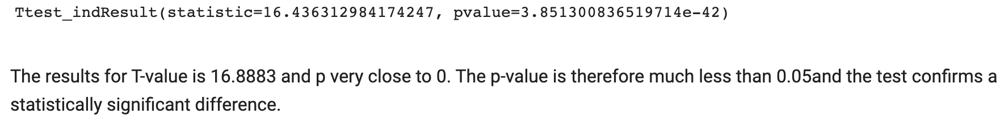 Ttest_indResult(statistic=16.436312984174247, pvalue=3.851300836519714e-42)
The results for T-value is 16.8883 and p very close to 0. The p-value is therefore much less than 0.05and the test confirms a
statistically significant difference.